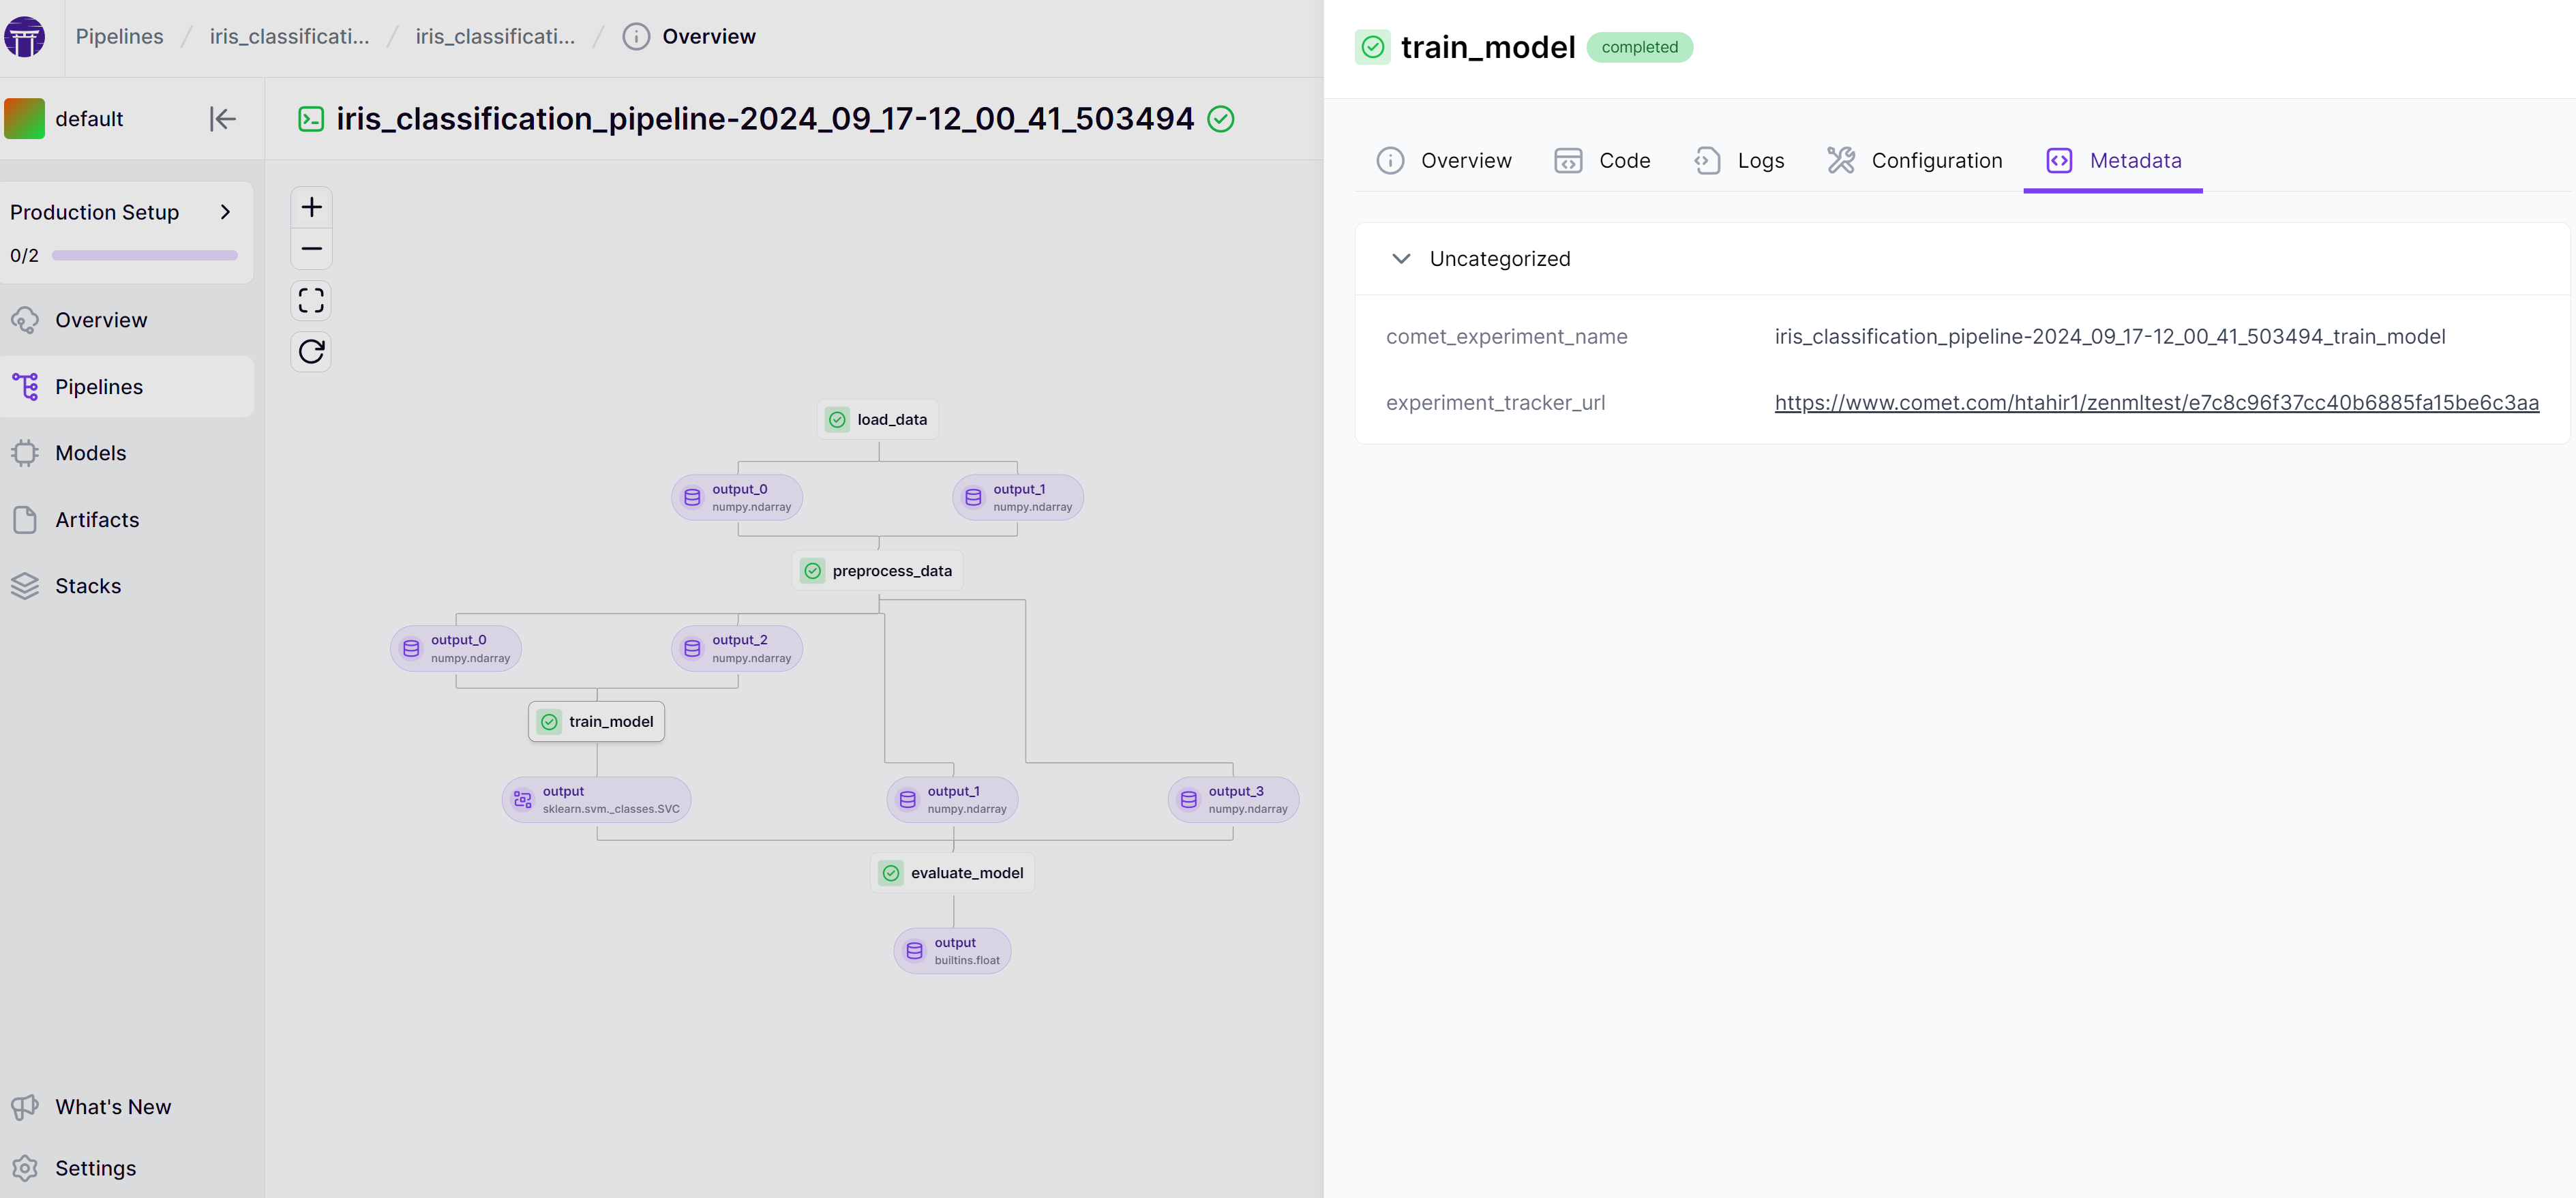 Pipelines / iris_classificati... / iris_classificati... / Overview
default
iris_classification_pipeline-2024_09_17-12_00_41_503494
Production Setup
0/2
Overview
Pipelines
Models
Artifacts
Stacks
What's New
Settings
load_data
output_0
numpy.ndarray
output_1
numpy.ndarray
preprocess_data
output_0
numpy.ndarray
output_2
numpy.ndarray
train_model
output
sklearn.svm._classes.SVC
output_1
numpy.ndarray
output_3
numpy.ndarray
evaluate_model
output
builtins.float
train_model completed
Overview Code Logs Configuration Metadata
Uncategorized
comet_experiment_name iris_classification_pipeline-2024_09_17-12_00_41_503494_train_model
experiment_tracker_url https://www.comet.com/htahir1/zenmltest/e7c8c96f37cc40b6885fa15be6c3aa